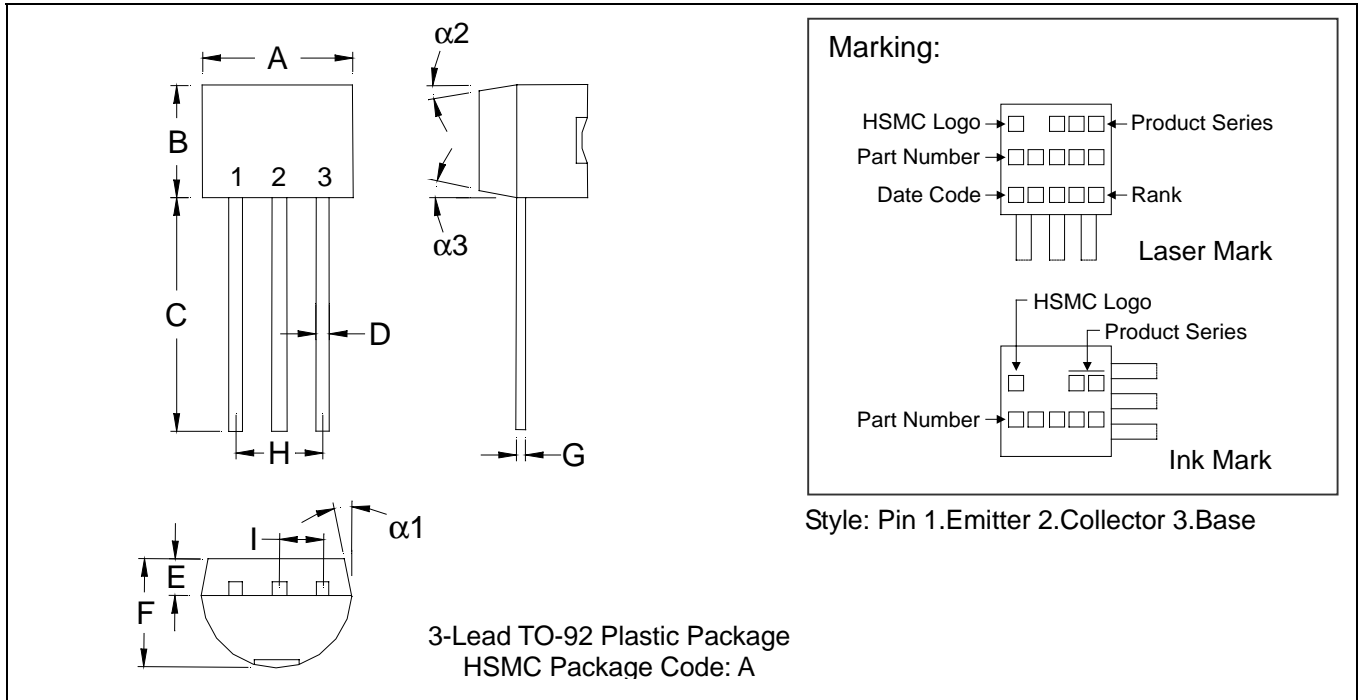 A
B
1 2 3
C
D
H
α2
α3
G
I
α1
E
F
3-Lead TO-92 Plastic Package
HSMC Package Code: A
Marking:
HSMC Logo
Product Series
Part Number
Date Code
Rank
Laser Mark
HSMC Logo
Product Series
Part Number
Ink Mark
Style: Pin 1.Emitter 2.Collector 3.Base